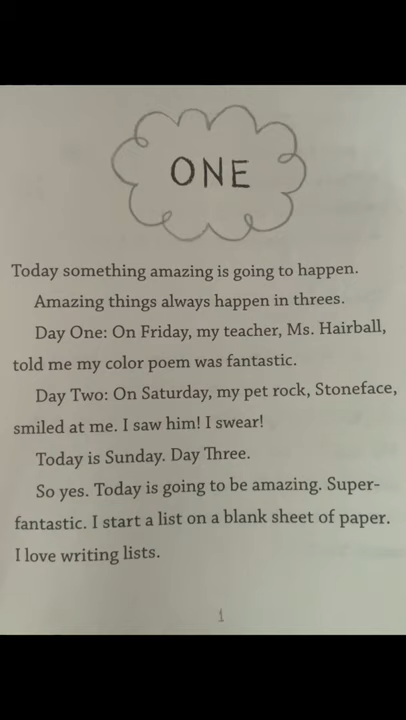 ONE
Today something amazing is going to happen.
Amazing things always happen in threes.
Day One: On Friday, my teacher, Ms. Hairball,
told me my color poem was fantastic.
Day Two: On Saturday, my pet rock, Stoneface,
smiled at me. I saw him! I swear!
Today is Sunday. Day Three.
So yes. Today is going to be amazing. Super-
fantastic. I start a list on a blank sheet of paper.
I love writing lists.
1